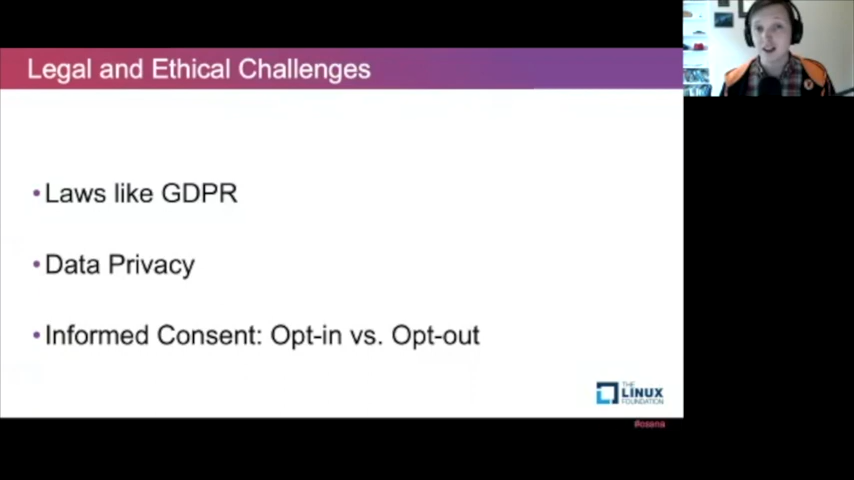 Legal and Ethical Challenges
•Laws like GDPR
•Data Privacy
•Informed Consent: Opt-in vs. Opt-out
THE
LINUX
FOUNDATION
#osena